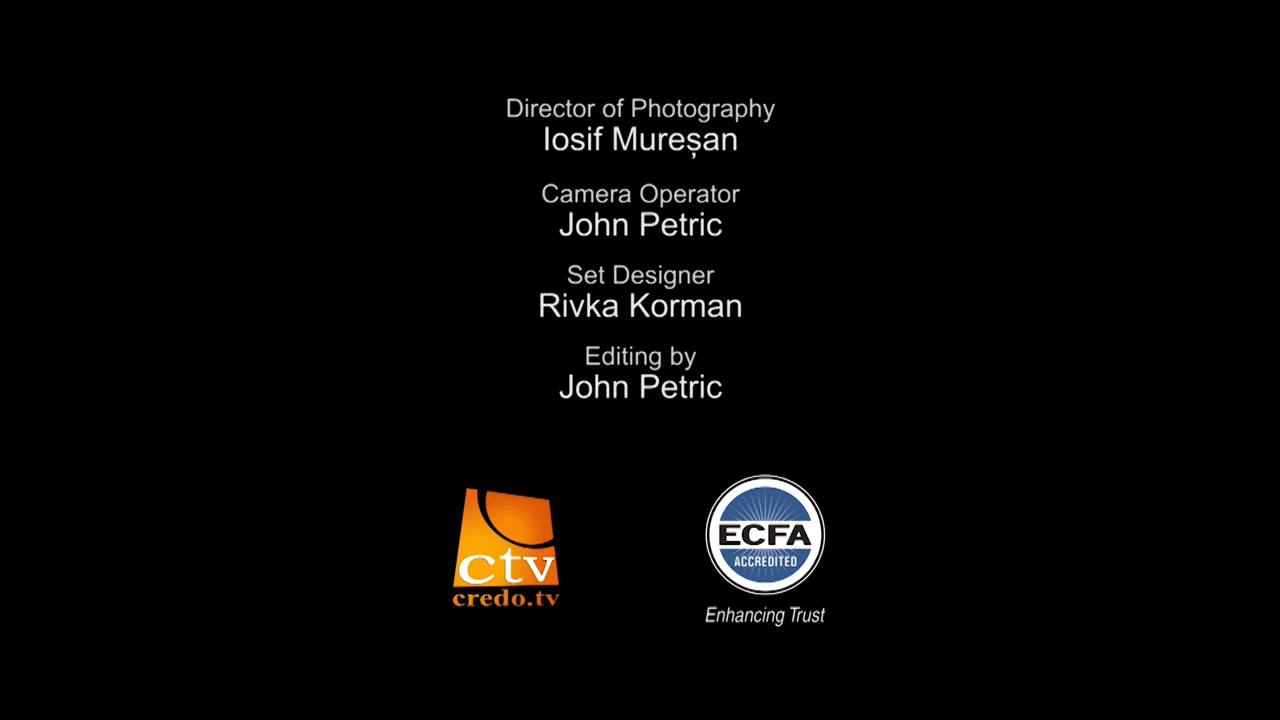 Director of Photography
Iosif Mureșan
Camera Operator
John Petric
Set Designer
Rivka Korman
Editing by
John Petric
ctv
credo.tv
ECFA
ACCREDITED
Enhancing Trust